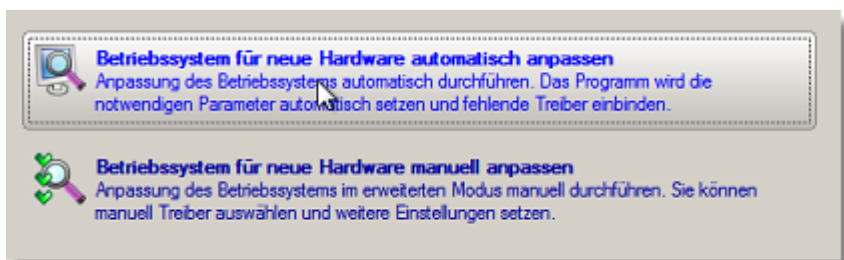 Betriebssystem für neue Hardware automatisch anpassen
Anpassung des Betriebssystems automatisch durchführen. Das Programm wird die
notwendigen Parameter automatisch setzen und fehlende Treiber einbinden.
Betriebssystem für neue Hardware manuell anpassen
Anpassung des Betriebssystems im erweiterten Modus manuell durchführen. Sie können
manuell Treiber auswählen und weitere Einstellungen setzen.